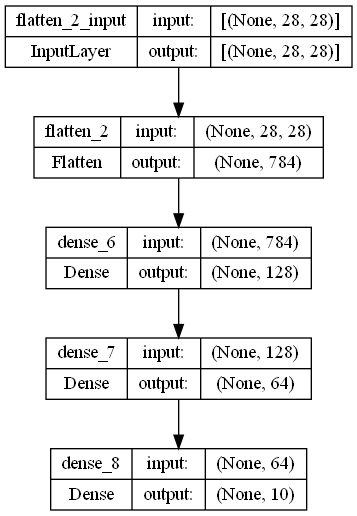 flatten_2_input input: [(None, 28, 28)]
InputLayer output: [(None, 28, 28)]
flatten_2 input: (None, 28, 28)
Flatten output: (None, 784)
dense_6 input: (None, 784)
Dense output: (None, 128)
dense_7 input: (None, 128)
Dense output: (None, 64)
dense_8 input: (None, 64)
Dense output: (None, 10)